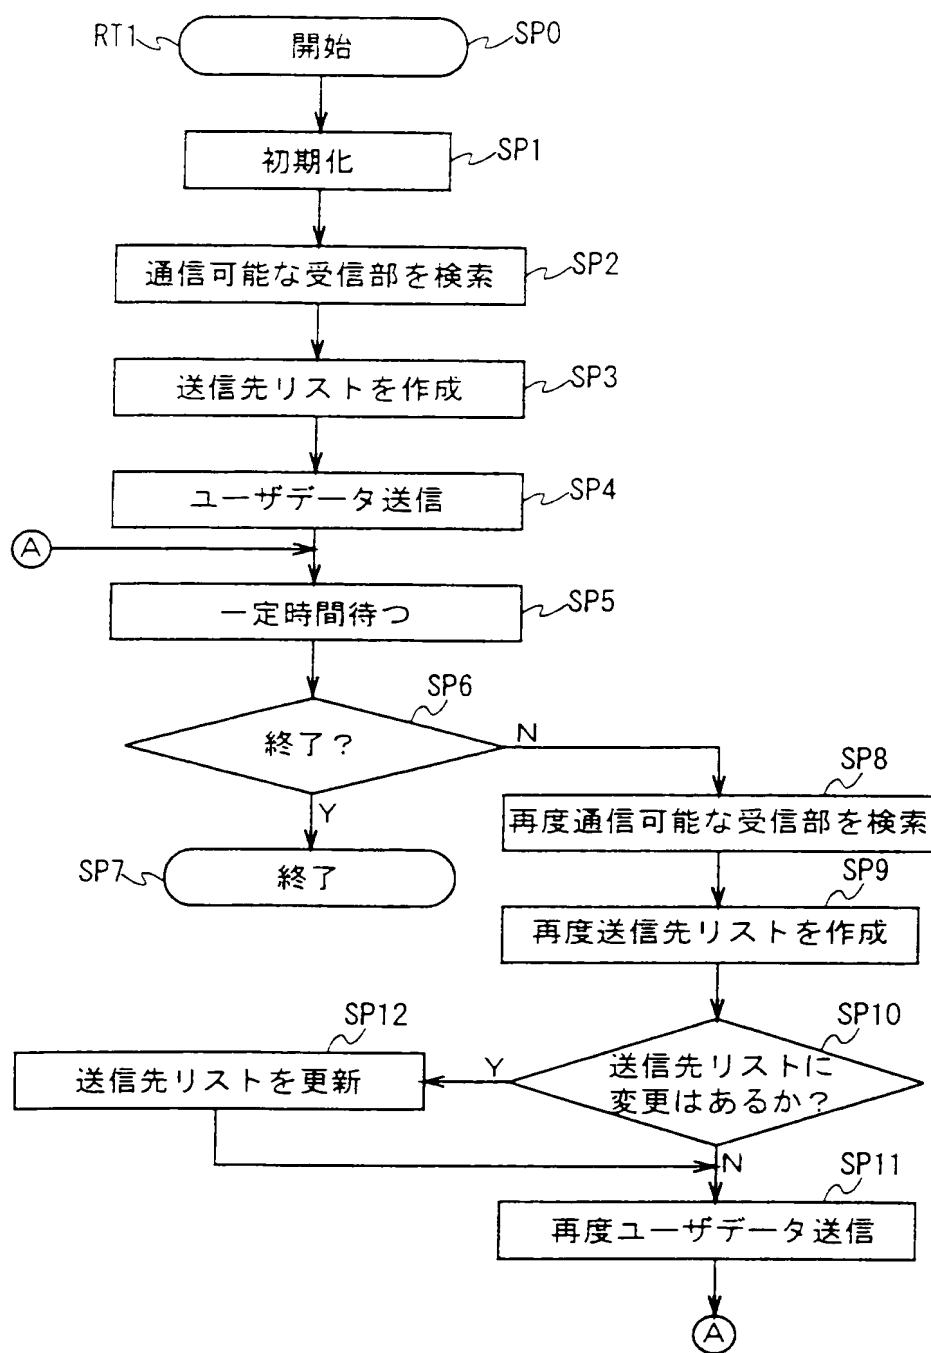 RT1
開始
SP0
初期化
SP1
通信可能な受信部を検索
SP2
送信先リストを作成
SP3
ユーザデータ送信
SP4
A
一定時間待つ
SP5
SP6
終了?
N
Y
SP7
終了
SP8
再度通信可能な受信部を検索
SP9
再度送信先リストを作成
SP10
送信先リストに
変更はあるか?
Y
SP12
送信先リストを更新
N
SP11
再度ユーザデータ送信
A